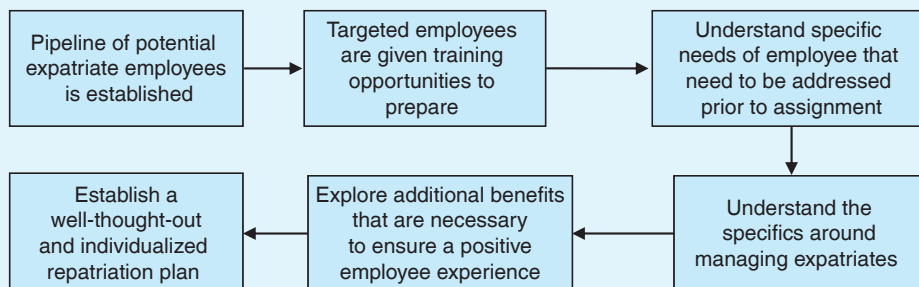 Pipeline of potential
expatriate employees
is established
Targeted employees
are given training
opportunities to
prepare
Understand specific
needs of employee that
need to be addressed
prior to assignment
Understand the
specifics around
managing expatriates
Explore additional benefits
that are necessary
to ensure a positive
employee experience
Establish a
well-thought-out
and individualized
repatriation plan